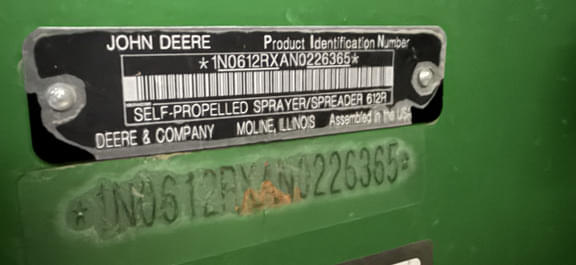 JOHN DEERE Product Identification Number
*1N0612RXAN0226365*
SELF-PROPELLED SPRAYER/SPREADER 612R
DEERE & COMPANY MOLINE, ILLINOIS Assembled in the USA
*1N0612RXAN0226365*